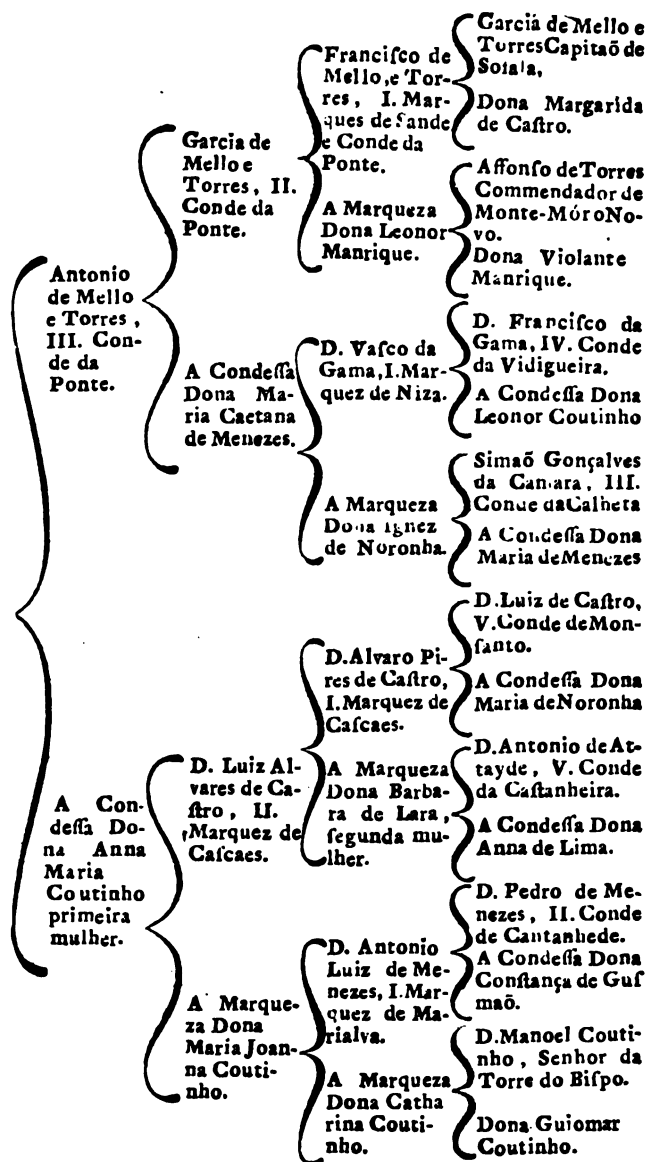 Antonio
de Mello
e Torres,
III. Con-
de da
Ponte.
A Con-
deſſa Do-
na Anna
Maria
Coutinho
primeira
mulher.
Garcia de
Mello e
Torres, II.
Conde da
Ponte.
A Condeſſa
Dona Ma-
ria Caetana
de Menezes.
D. Luiz Al-
vares de Ca-
ſtro, II.
Marquez de
Caſcaes.
A Marque-
za Dona
Maria Joan-
na Couti-
nho.
Franciſco de
Mello, e Tor-
res, I. Mar-
ques de Sande
e Conde da
Ponte.
A Marqueza
Dona Leonor
Manrique.
D. Vaſco da
Gama, I. Mar-
quez de Niza.
A Marqueza
Dona Ignez
de Noronha.
D. Alvaro Pi-
res de Caſtro,
I. Marquez de
Caſcaes.
A Marqueza
Dona Barba-
ra de Lara,
ſegunda mu-
lher.
D. Antonio
Luiz de Me-
nezes, I. Mar-
quez de Ma-
rialva.
A Marqueza
Dona Catha
rina Couti-
nho.
Garcia de Mello e
Torres Capitaõ de
Sofala,
Dona Margarida
de Caſtro.
Affonſo de Torres
Commendador de
Monte-Mór o No-
vo.
Dona Violante
Manrique.
D. Franciſco da
Gama, IV. Conde
da Vidigueira.
A Condeſſa Dona
Leonor Coutinho
Simaõ Gonçalves
da Camara, III.
Conde da Calheta
A Condeſſa Dona
Maria de Menezes
D. Luiz de Caſtro,
V. Conde de Mon-
ſanto.
A Condeſſa Dona
Maria de Noronha
D. Antonio de At-
tayde, V. Conde
da Caſtanheira.
A Condeſſa Dona
Anna de Lima.
D. Pedro de Me-
nezes, II. Conde
de Cantanhede.
A Condeſſa Dona
Conſtança de Guſ
maõ.
D. Manoel Couti-
nho, Senhor da
Torre do Biſpo.
Dona Guiomar
Coutinho.